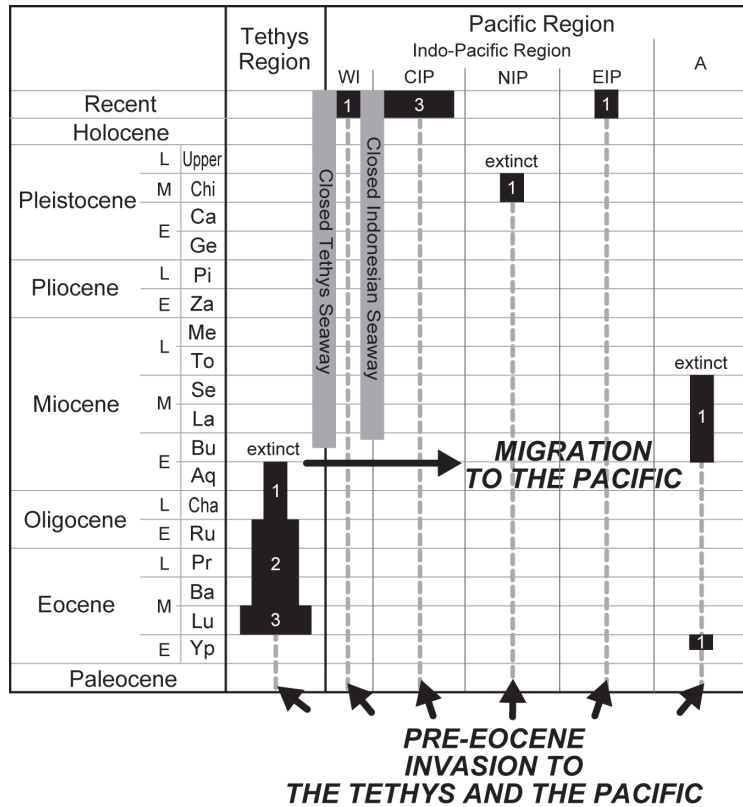 Tethys
Region
Pacific Region
Indo-Pacific Region
WI CIP NIP EIP A
Recent 1 3 1
Holocene
Closed Tethys Seaway
Closed Indonesian Seaway
Pleistocene
L Upper extinct
M Chi 1
E Ca
Ge
Pliocene
L Pi
E Za
Miocene
L Me
To extinct
M Se
La 1
E Bu extinct
Aq
MIGRATION
TO THE PACIFIC
Oligocene
L Cha 1
E Ru
Eocene
L Pr 2
M Ba
Lu 3
E Yp 1
Paleocene
PRE-EOCENE
INVASION TO
THE TETHYS AND THE PACIFIC